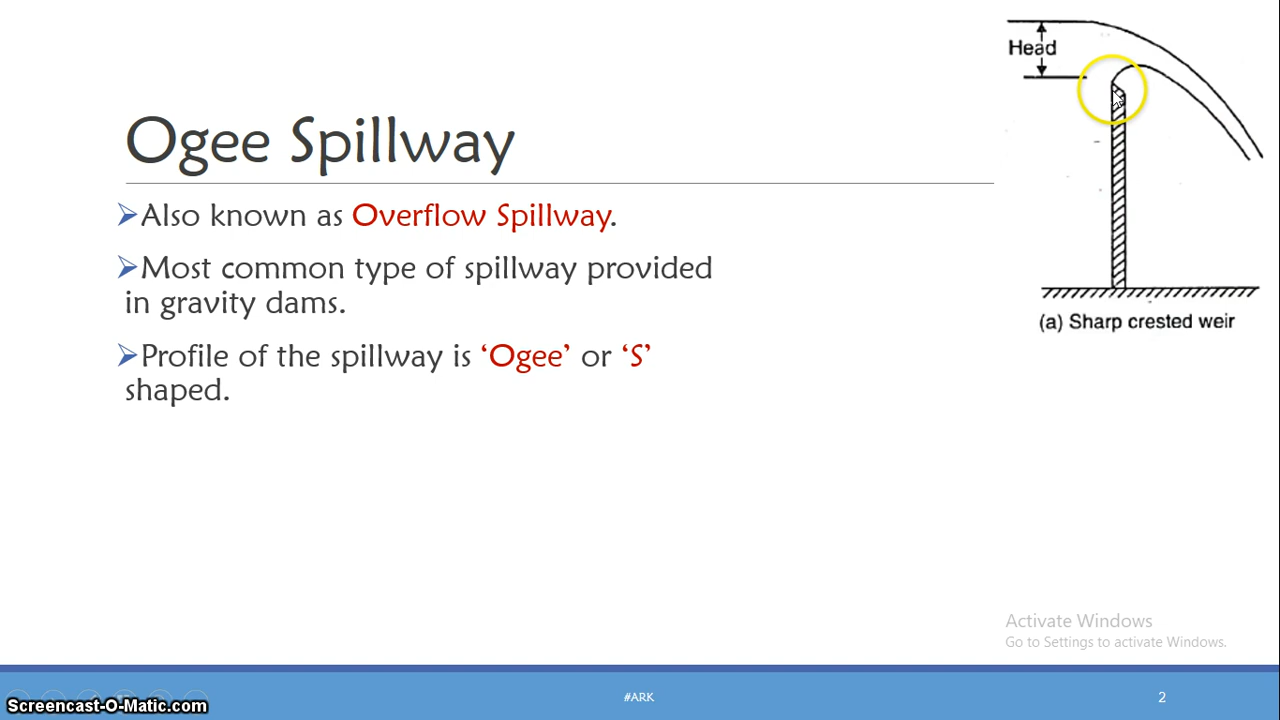 Head
Ogee Spillway
➢Also known as Overflow Spillway.
➢Most common type of spillway provided
in gravity dams.
➢Profile of the spillway is ‘Ogee’ or ‘S’
shaped.
(a) Sharp crested weir
Activate Windows
Go to Settings to activate Windows.
Screencast-O-Matic.com
#ARK
2